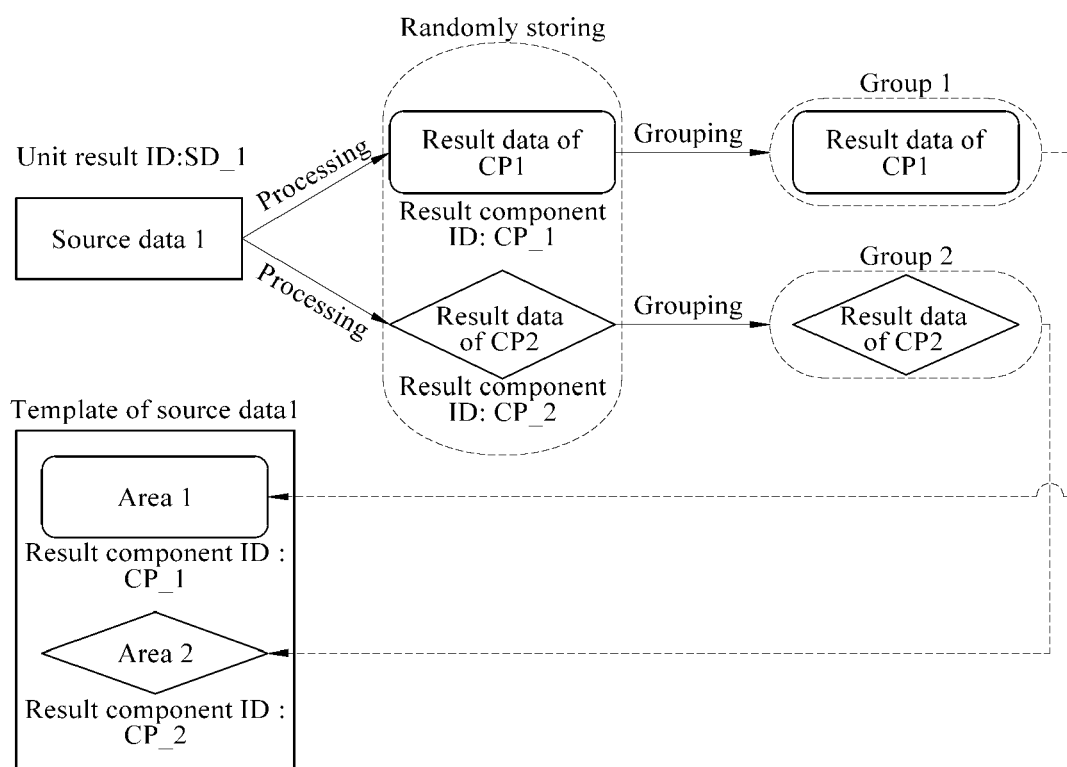 Randomly storing
Group 1
Unit result ID:SD_1
Processing
Result data of
CP1
Grouping
Result data of
CP1
Source data 1
Result component
ID: CP_1
Group 2
Processing
Result data
of CP2
Grouping
Result data
of CP2
Result component
ID: CP_2
Template of source data1
Area 1
Result component ID :
CP_1
Area 2
Result component ID :
CP_2